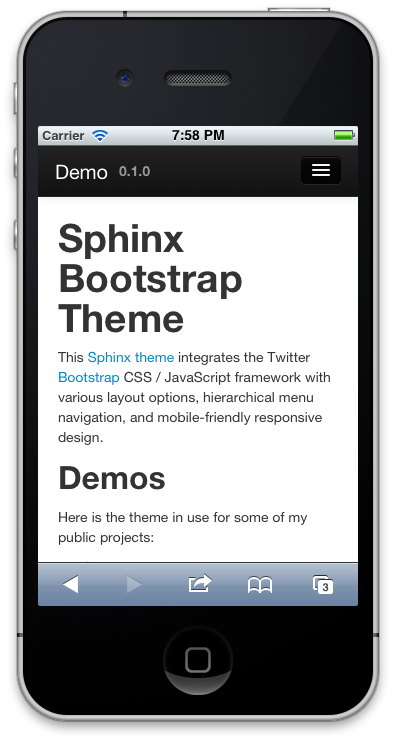 Carrier 7:58 PM
Demo 0.1.0
Sphinx
Bootstrap
Theme
This Sphinx theme integrates the Twitter
Bootstrap CSS / JavaScript framework with
various layout options, hierarchical menu
navigation, and mobile-friendly responsive
design.
Demos
Here is the theme in use for some of my
public projects:
3